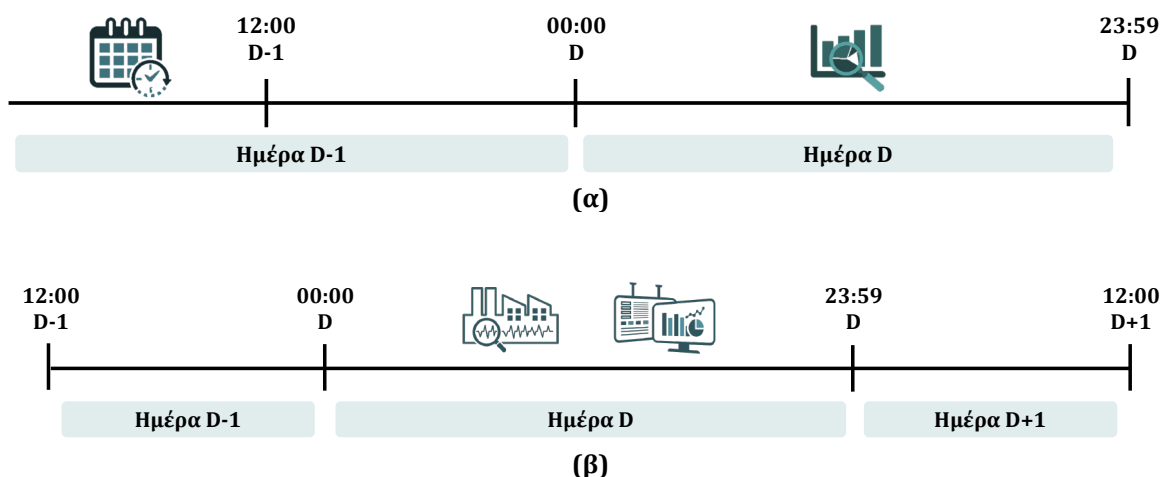 12:00 00:00 23:59
D-1 D D
Ημέρα D-1 Ημέρα D
(α)
12:00 00:00 23:59 12:00
D-1 D D D+1
Ημέρα D-1 Ημέρα D Ημέρα D+1
(β)